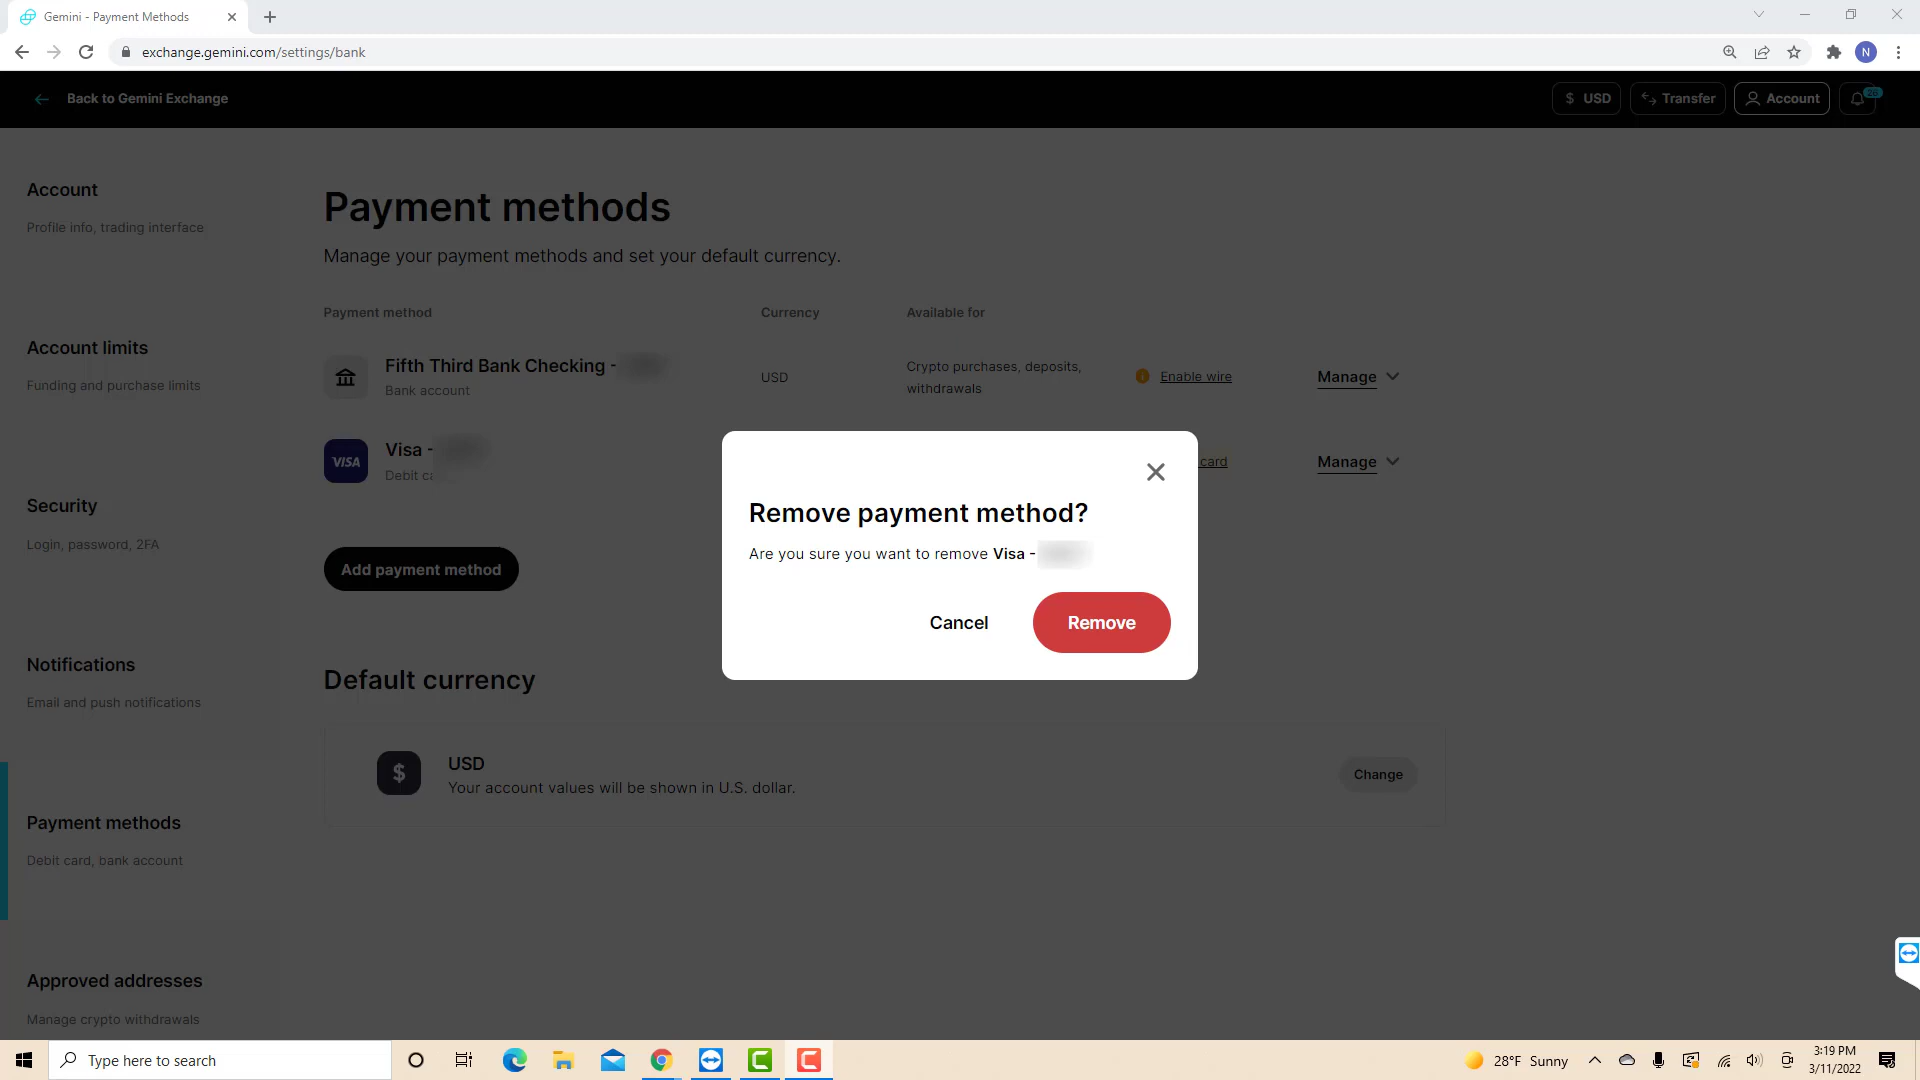 Gemini - Payment Methods
exchange.gemini.com/settings/bank
N
Back to Gemini Exchange
$ USD
Transfer
Account
Account
Profile info, trading interface
Account limits
Funding and purchase limits
Security
Login, password, 2FA
Notifications
Email and push notifications
Payment methods
Debit card, bank account
Approved addresses
Manage crypto withdrawals
Payment methods
Manage your payment methods and set your default currency.
Payment method Currency Available for
Fifth Third Bank Checking -
Bank account
USD
Crypto purchases, deposits,
withdrawals
Enable wire
Manage
VISA
Visa -
Debit
card
Manage
Add payment method
Remove payment method?
Are you sure you want to remove Visa -
Cancel
Remove
Default currency
$
USD
Your account values will be shown in U.S. dollar.
Change
Type here to search
28°F Sunny
3:19 PM
3/11/2022